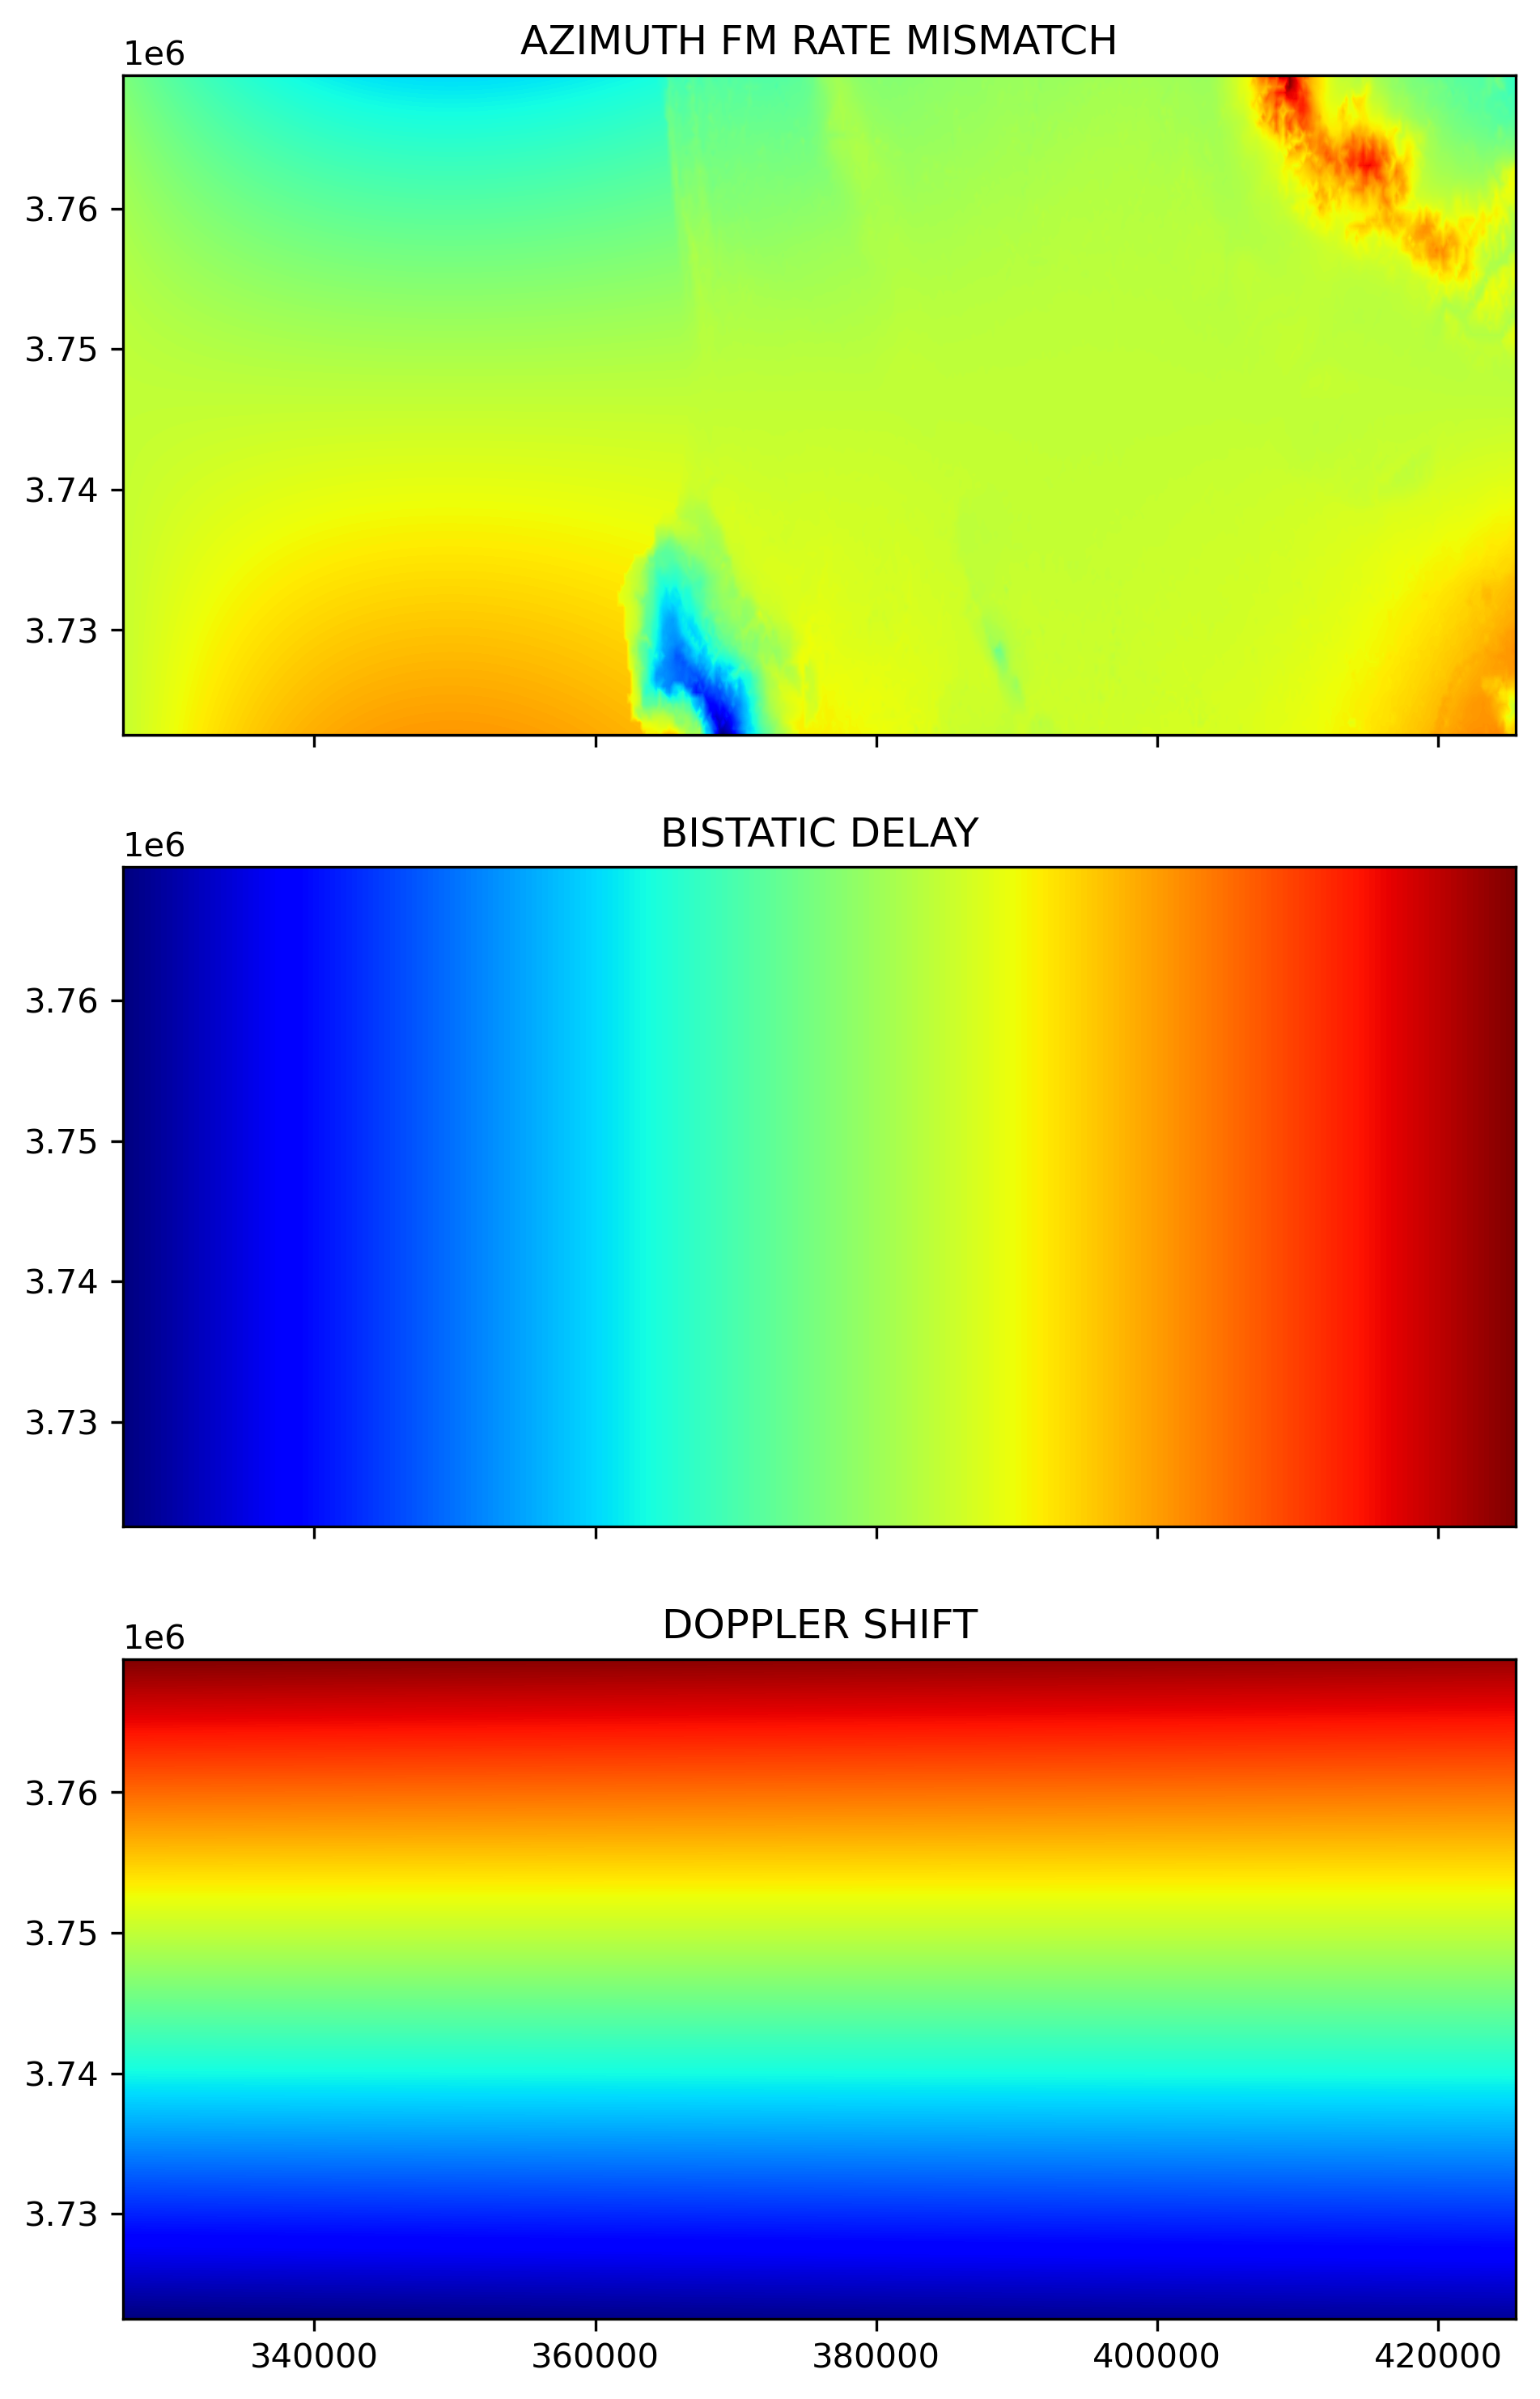 AZIMUTH FM RATE MISMATCH
1e6
3.76
3.75
3.74
3.73
BISTATIC DELAY
1e6
3.76
3.75
3.74
3.73
DOPPLER SHIFT
1e6
3.76
3.75
3.74
3.73
340000 360000 380000 400000 420000